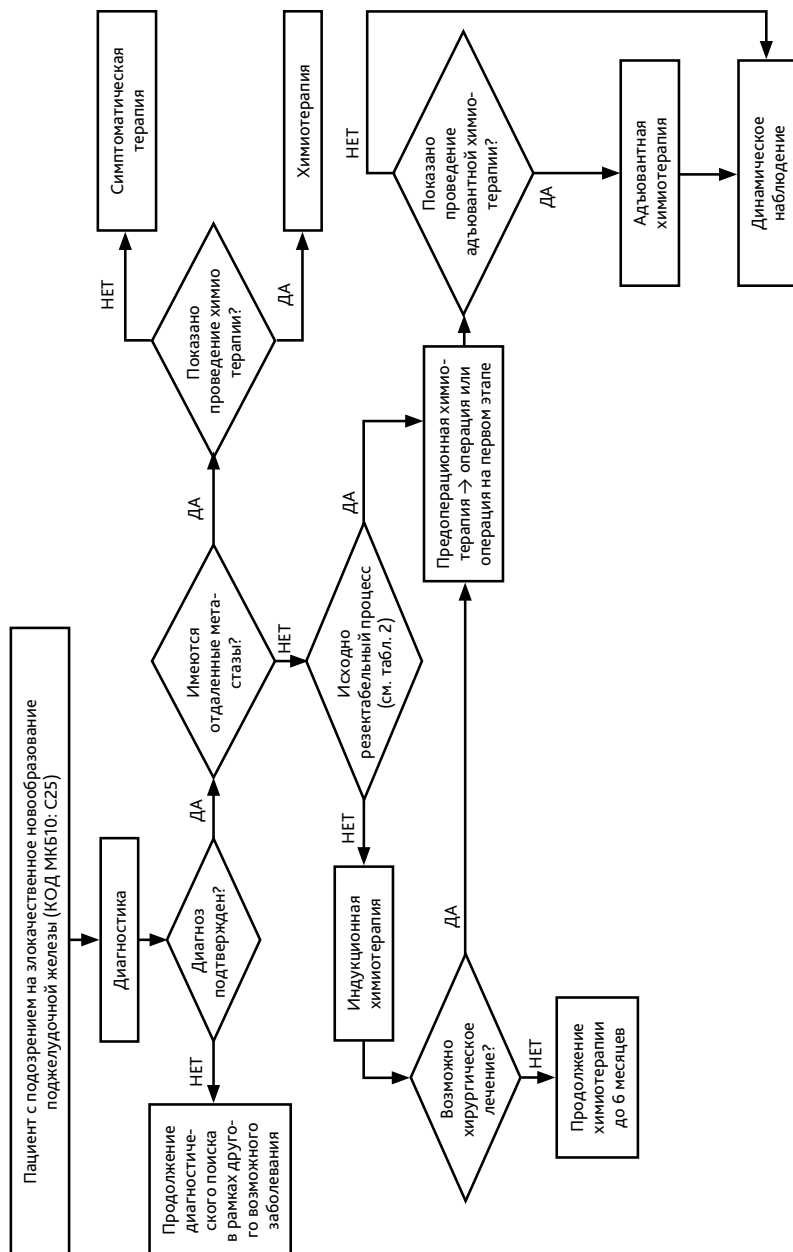 Пациент с подозрением на злокачественное новообразование
поджелудочной железы (КОД МКБ10: С25)
Диагностика
Диагноз
подтвержден?
НЕТ
Продолжение
диагностиче-
ского поиска
в рамках друго-
го возможного
заболевания
ДА
Имеются
отдаленные мета-
стазы?
ДА
Показано
проведение химио
терапии?
НЕТ
Симптоматическая
терапия
ДА
Химиотерапия
НЕТ
Исходно
резектабельный процесс
(см. табл. 2)
НЕТ
Индукционная
химиотерапия
Возможно
хирургическое
лечение?
НЕТ
Продолжение
химиотерапии
до 6 месяцев
ДА
ДА
Предоперационная химио-
терапия → операция или
операция на первом этапе
Показано
проведение
адъювантной химио-
терапии?
НЕТ
ДА
Адъювантная
химиотерапия
Динамическое
наблюдение